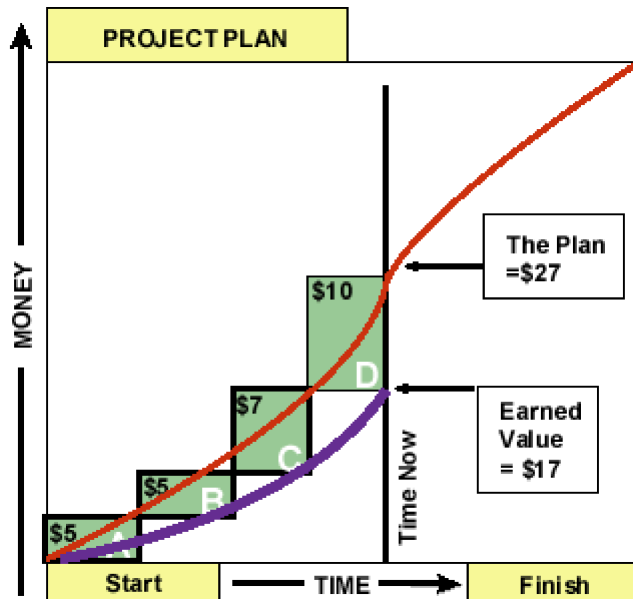 PROJECT PLAN
MONEY
$10
D
The Plan
=$27
$7
C
Earned
Value
= $17
$5
B
$5
A
Time Now
Start
TIME
Finish